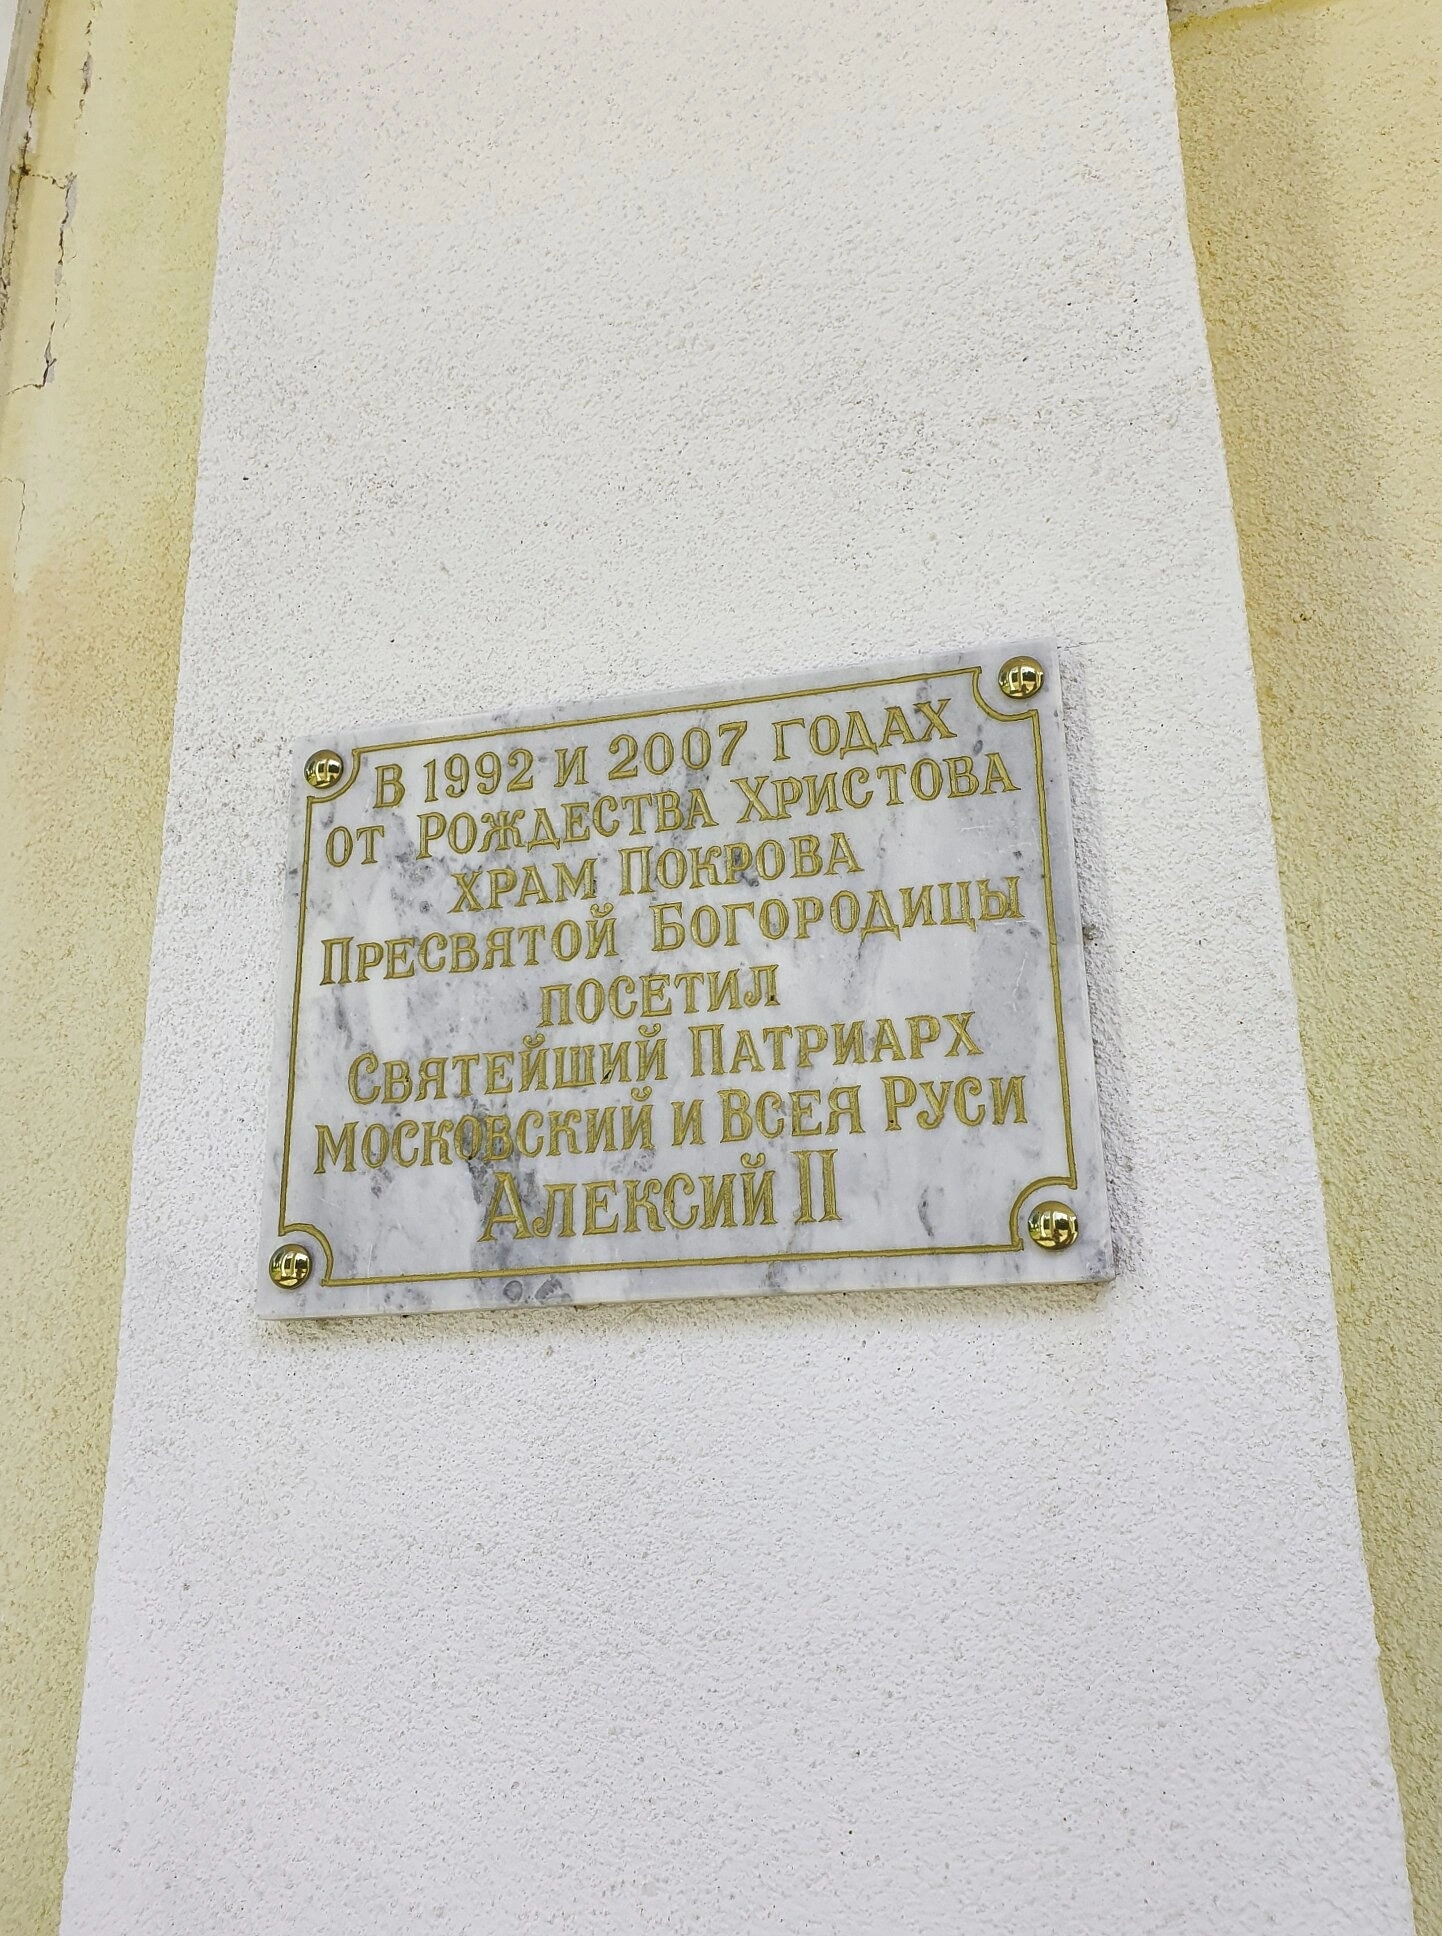 В 1992 И 2007 ГОДАХ
ОТ РОЖДЕСТВА ХРИСТОВА
ХРАМ ПОКРОВА
ПРЕСВЯТОЙ БОГОРОДИЦЫ
ПОСЕТИЛ
СВЯТЕЙШИЙ ПАТРИАРХ
МОСКОВСКИЙ И ВСЕЯ РУСИ
АЛЕКСИЙ II